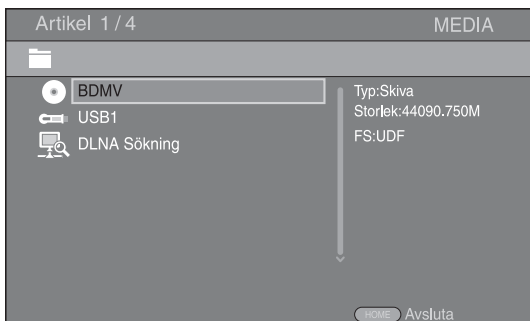 Artikel 1/4
MEDIA
BDMV
USB1
DLNA Sökning
Typ:Skiva
Storlek:44090.750M
FS:UDF
HOME Avsluta